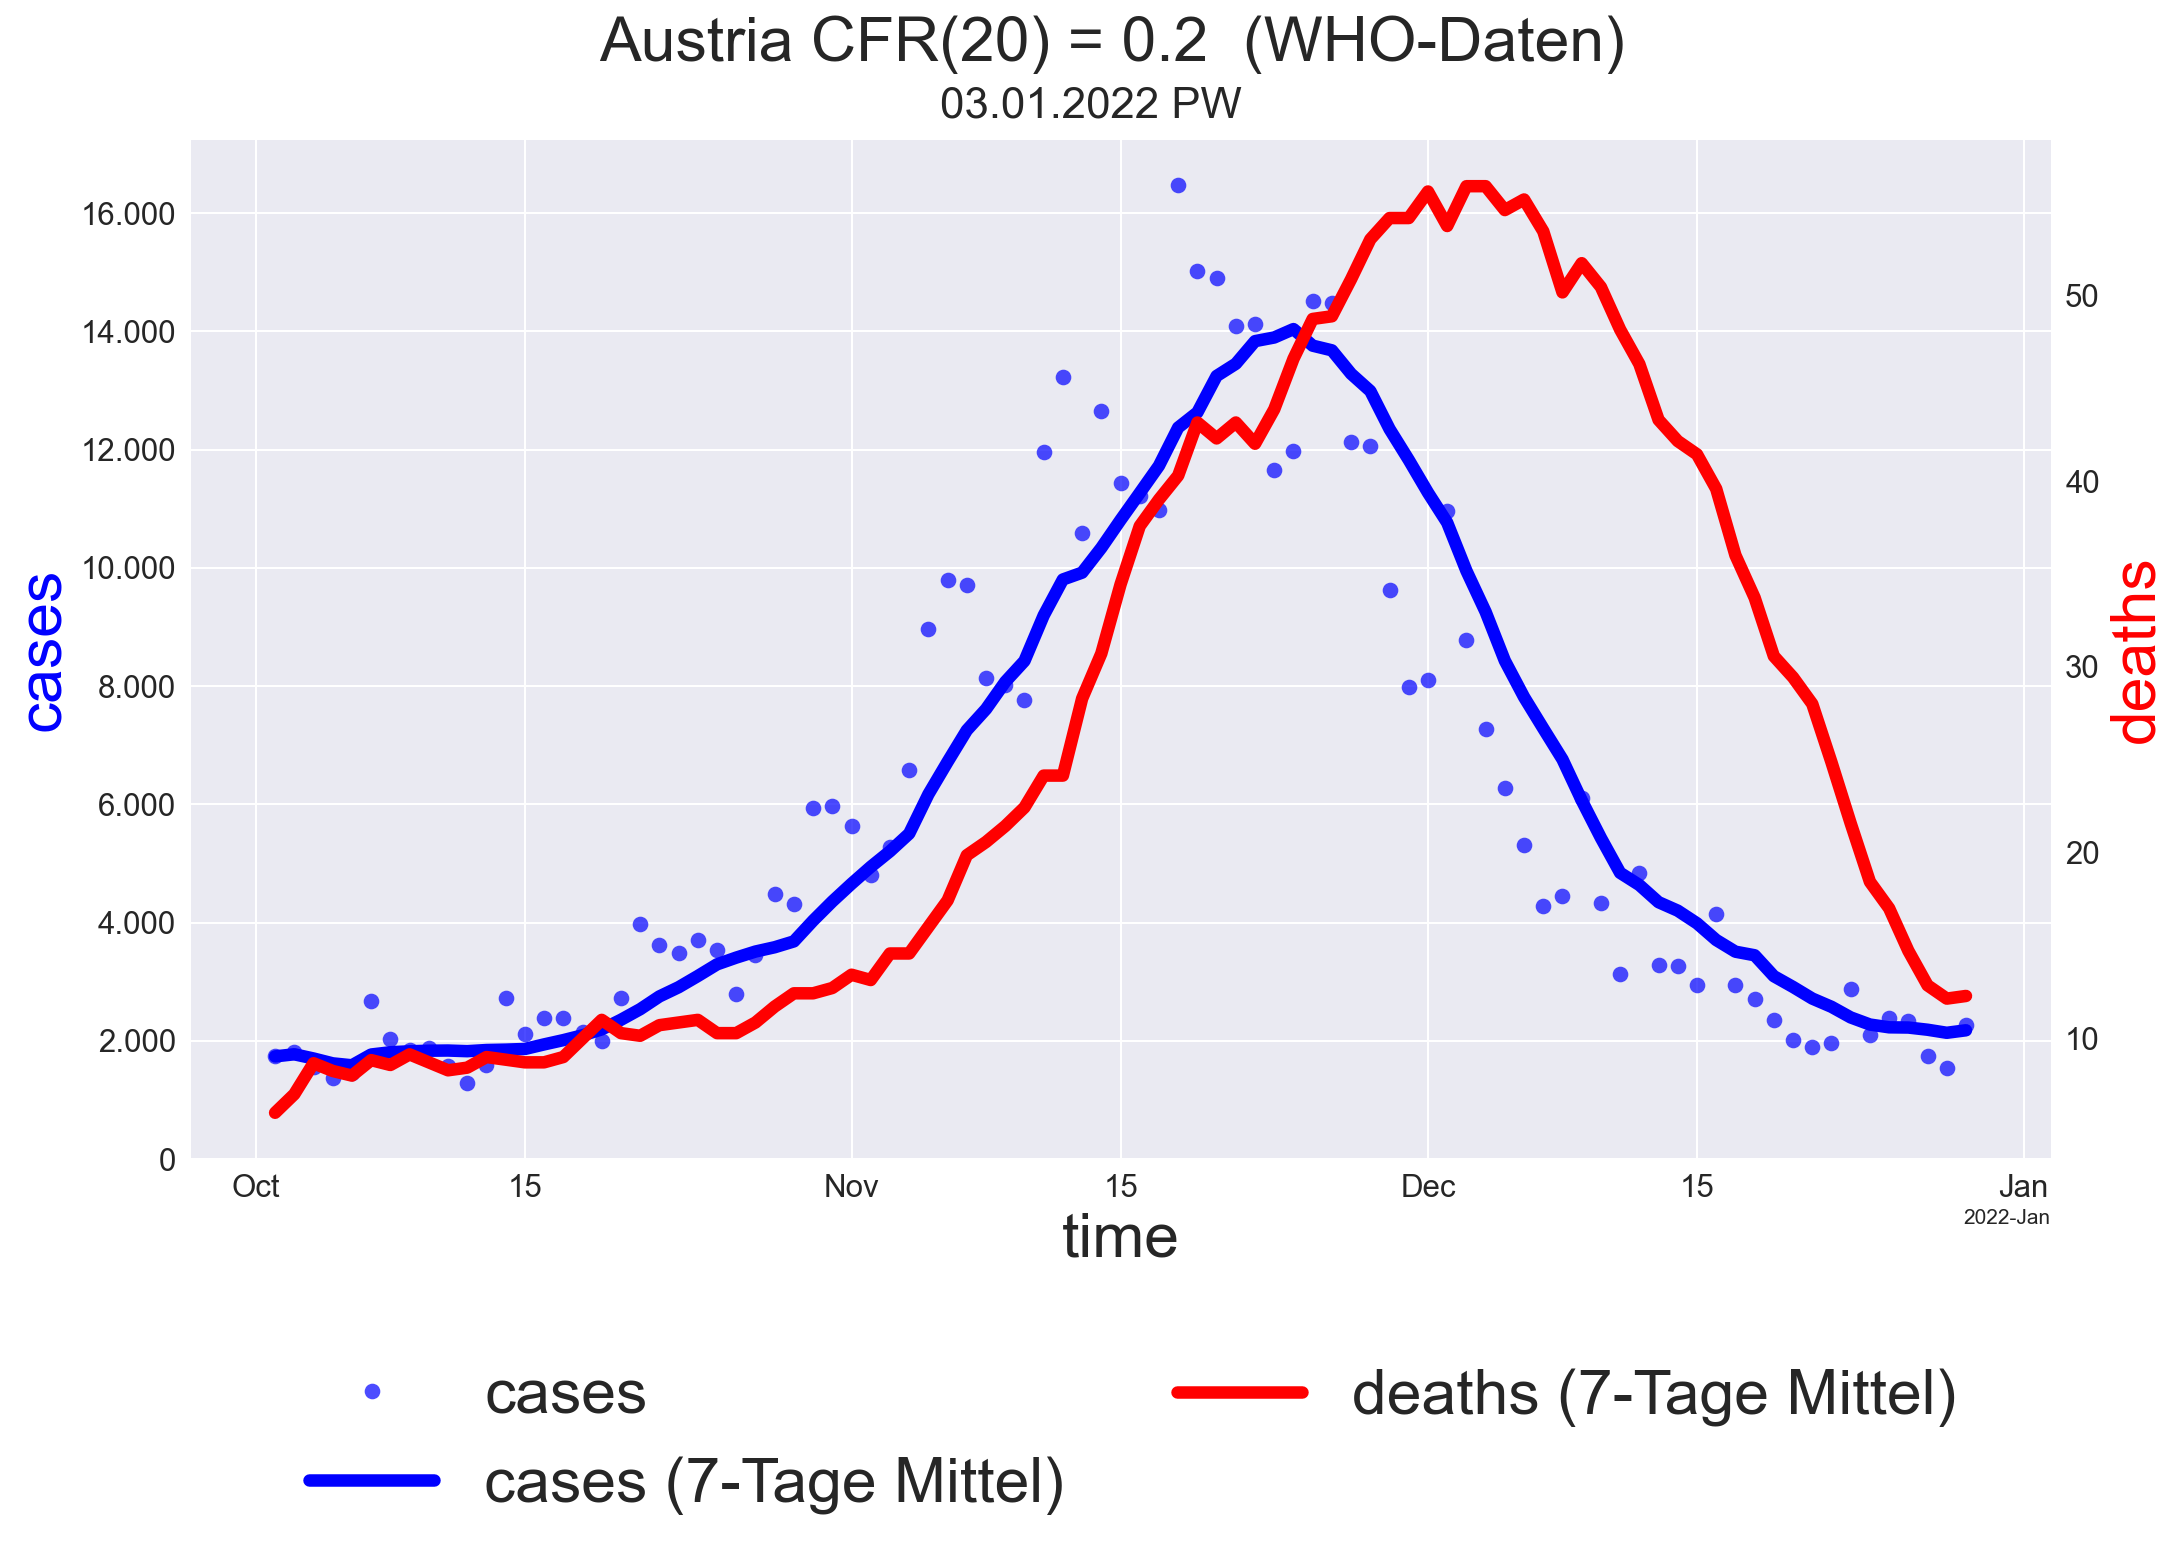 Austria CFR(20) = 0.2 (WHO-Daten)
03.01.2022 PW
16.000
14.000
12.000
10.000
8.000
6.000
4.000
2.000
0
cases
50
40
30
20
10
deaths
Oct 15 Nov 15 Dec 15 Jan
2022-Jan
time
cases
cases (7-Tage Mittel)
deaths (7-Tage Mittel)